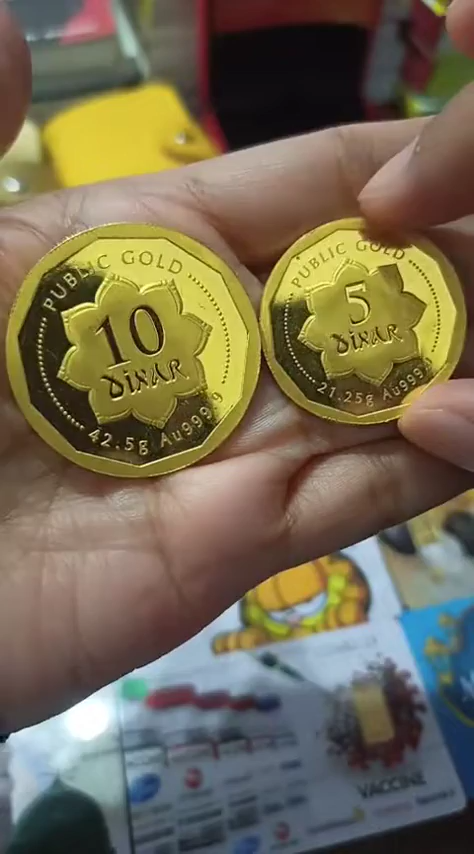 PUBLIC GOLD
10
DINAR
42.5g Au999.9
PUBLIC GOLD
5
DINAR
21.25g Au999.9
VACCINE